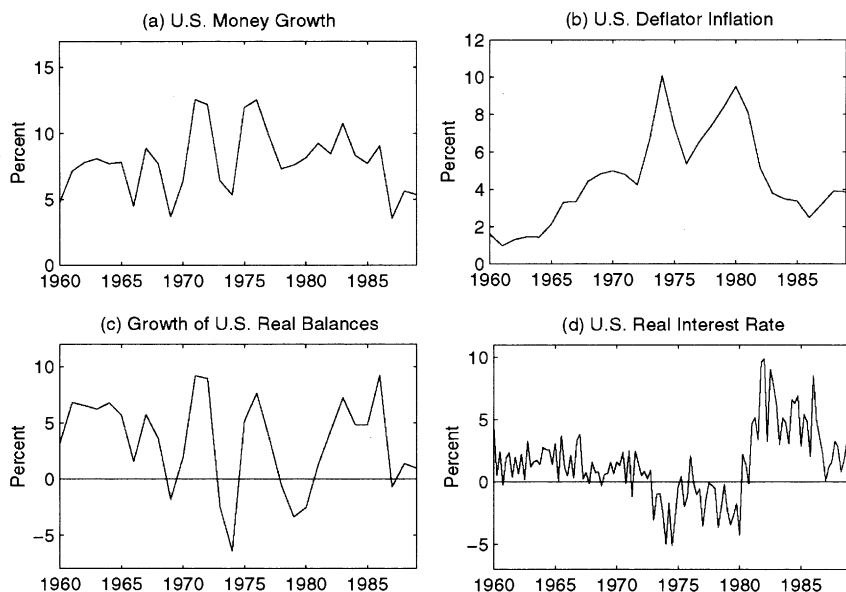 (a) U.S. Money Growth
Percent
15
10
5
0
1960 1965 1970 1975 1980 1985
(b) U.S. Deflator Inflation
Percent
12
10
8
6
4
2
0
1960 1965 1970 1975 1980 1985
(c) Growth of U.S. Real Balances
Percent
10
5
0
−5
1960 1965 1970 1975 1980 1985
(d) U.S. Real Interest Rate
Percent
10
5
0
−5
1960 1965 1970 1975 1980 1985